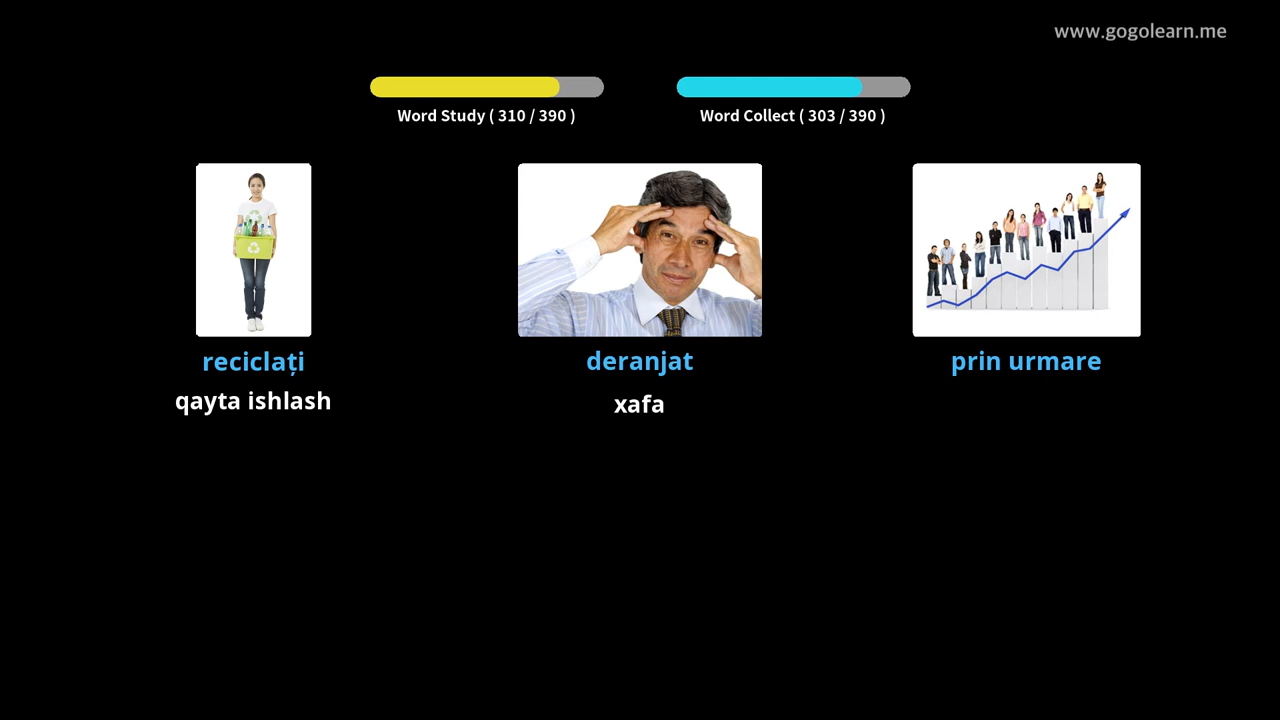 www.gogolearn.me
Word Study ( 310 / 390 )
Word Collect ( 303 / 390 )
reciclați
deranjat
prin urmare
qayta ishlash
xafa